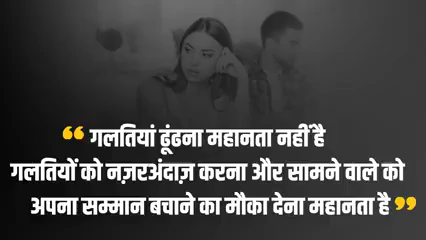 “ गलतियां ढूंढना महानता नहीं है
गलतियों को नज़रअंदाज़ करना और सामने वाले को
अपना सम्मान बचाने का मौका देना महानता है ”